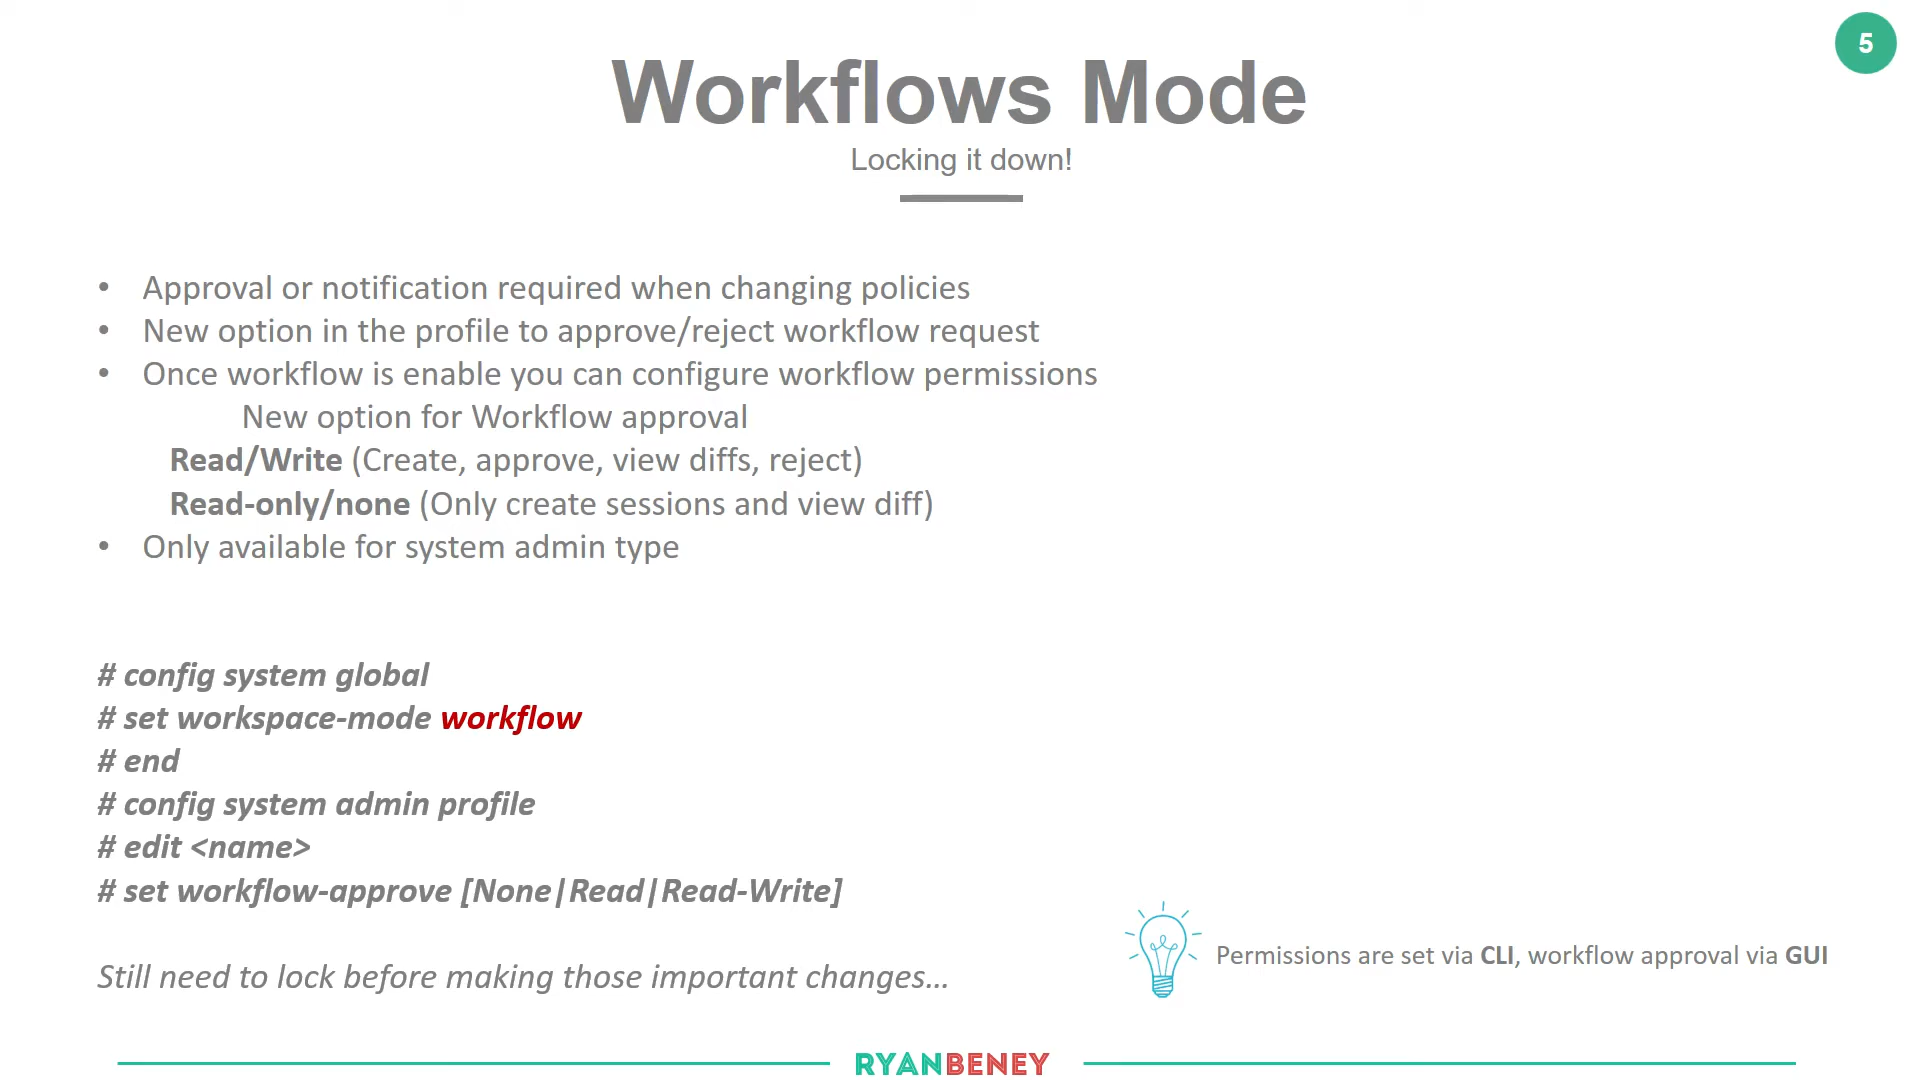 5
Workflows Mode
Locking it down!
• Approval or notification required when changing policies
• New option in the profile to approve/reject workflow request
• Once workflow is enable you can configure workflow permissions
New option for Workflow approval
Read/Write (Create, approve, view diffs, reject)
Read-only/none (Only create sessions and view diff)
• Only available for system admin type
# config system global
# set workspace-mode workflow
# end
# config system admin profile
# edit <name>
# set workflow-approve [None|Read|Read-Write]
Still need to lock before making those important changes...
Permissions are set via CLI, workflow approval via GUI
RYANBENEY